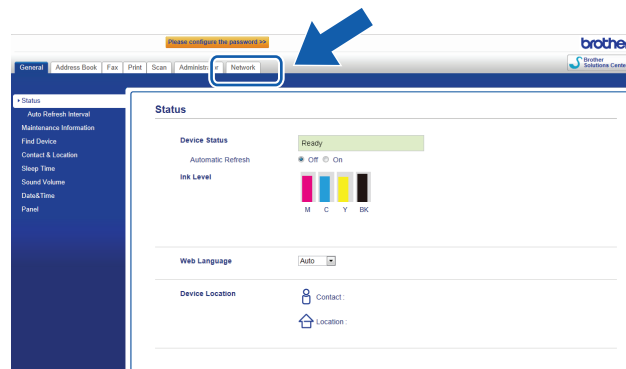 Please configure the password >>
brother
General Address Book Fax Print Scan Network
Brother
Solutions Cente
Status
Auto Refresh Interval
Maintenance Information
Find Device
Contact & Location
Sleep Time
Sound Volume
Date&Time
Panel
Status
Device Status
Ready
Automatic Refresh
Off On
Ink Level
M C Y BK
Web Language
Auto
Device Location
Contact :
Location :